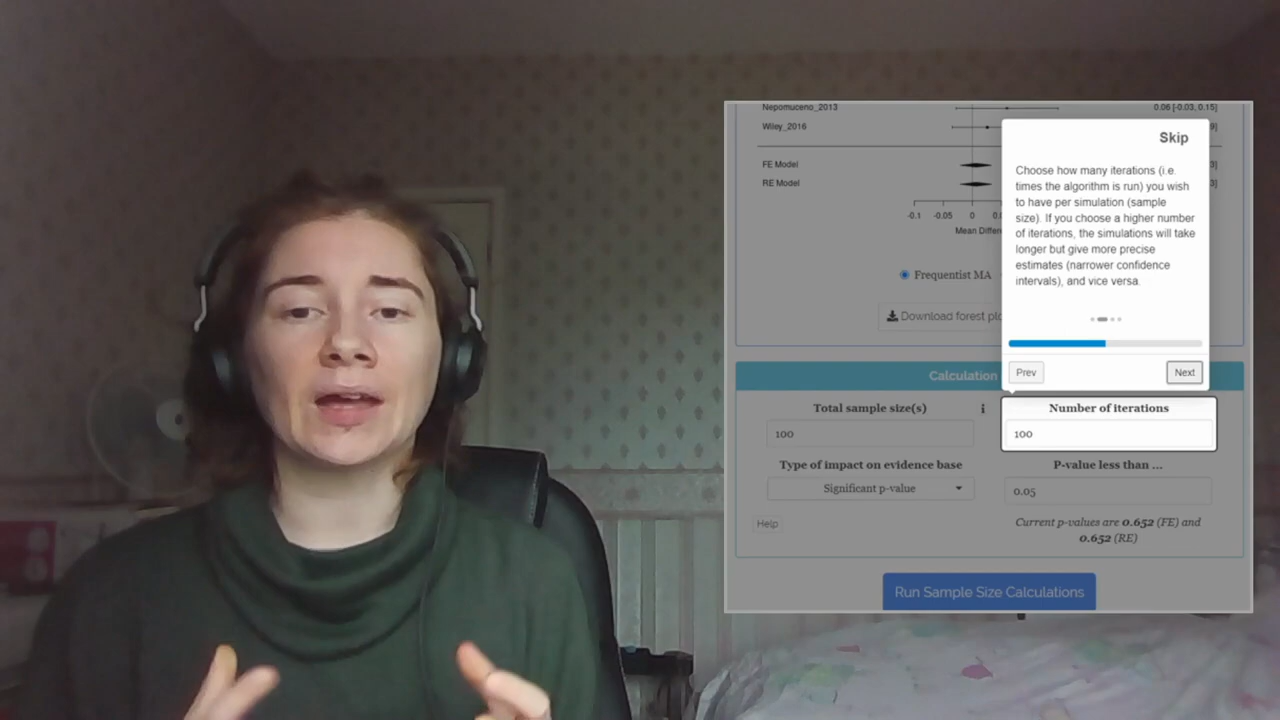 Nepomuceno_2013
0.06 [-0.03, 0.15]
Wiley_2016
9]
FE Model
3]
RE Model
3]
-0.1 -0.05 0
Mean Differen
Skip
Choose how many iterations (i.e.
times the algorithm is run) you wish
to have per simulation (sample
size). If you choose a higher number
of iterations, the simulations will take
longer but give more precise
estimates (narrower confidence
intervals), and vice versa.
Prev
Next
Frequentist MA
Download forest plo
Calculation
Total sample size(s)
i
Number of iterations
100
100
Type of impact on evidence base
P-value less than ...
Significant p-value
0.05
Help
Current p-values are 0.652 (FE) and
0.652 (RE)
Run Sample Size Calculations